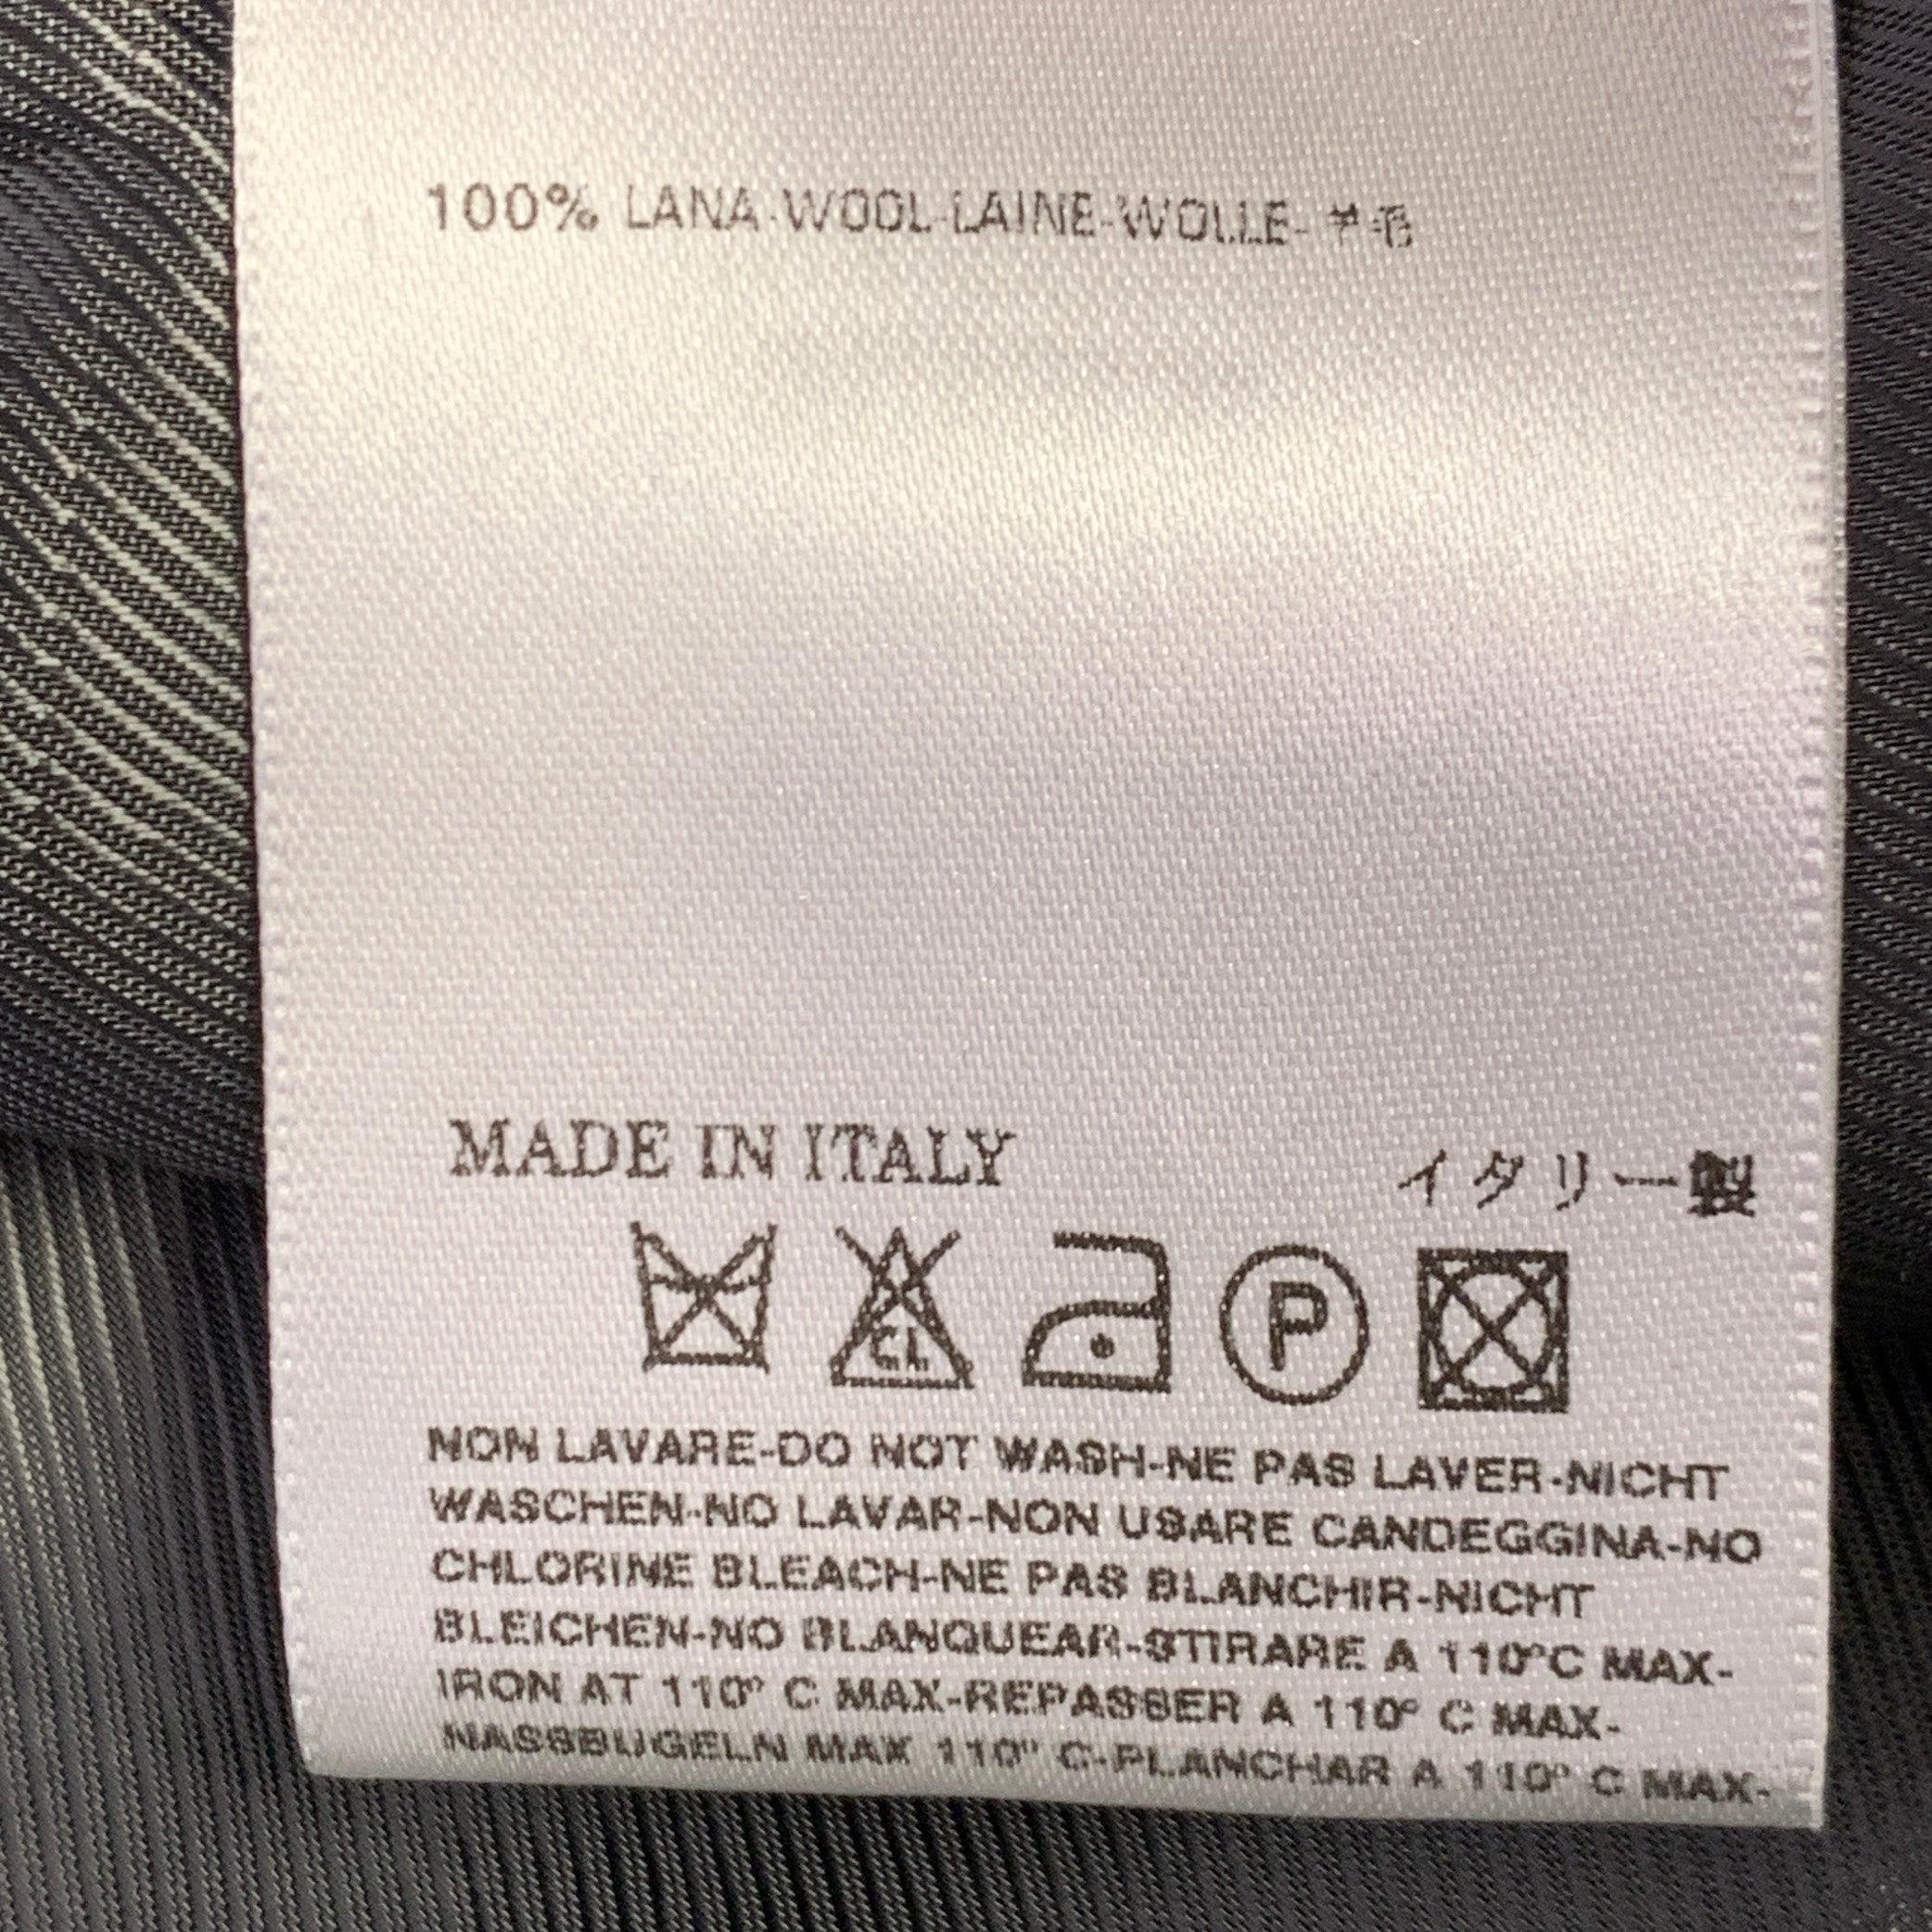 100% LANA-WOOL-LAINE-WOLLE-羊毛
MADE IN ITALY イタリー製
CL P
NON LAVARE-DO NOT WASH-NE PAS LAVER-NICHT
WASCHEN-NO LAVAR-NON USARE CANDEGGINA-NO
CHLORINE BLEACH-NE PAS BLANCHIR-NICHT
BLEICHEN-NO BLANQUEAR-STIRARE A 110°C MAX-
IRON AT 110° C MAX-REPASSER A 110° C MAX-
NASSBUGELN MAX 110° C-PLANCHAR A 110° C MAX-